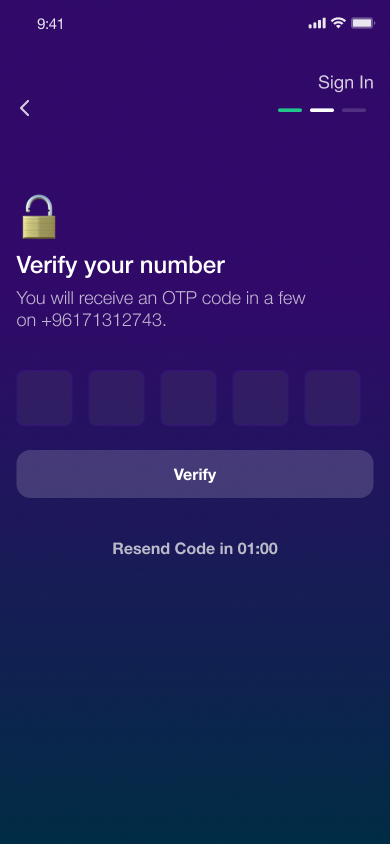 9:41
Sign In
Verify your number
You will receive an OTP code in a few
on +96171312743.
Verify
Resend Code in 01:00